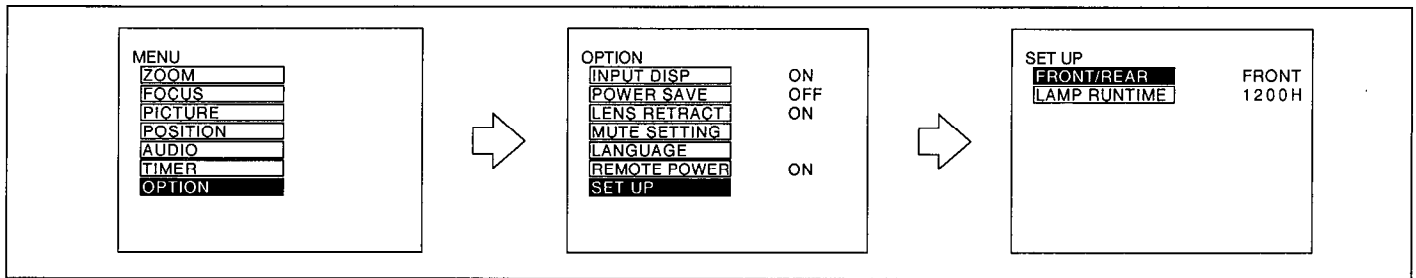 MENU
ZOOM
FOCUS
PICTURE
POSITION
AUDIO
TIMER
OPTION
OPTION
INPUT DISP ON
POWER SAVE OFF
LENS RETRACT ON
MUTE SETTING
LANGUAGE
REMOTE POWER ON
SET UP
SET UP
FRONT/REAR FRONT
LAMP RUNTIME 1200H